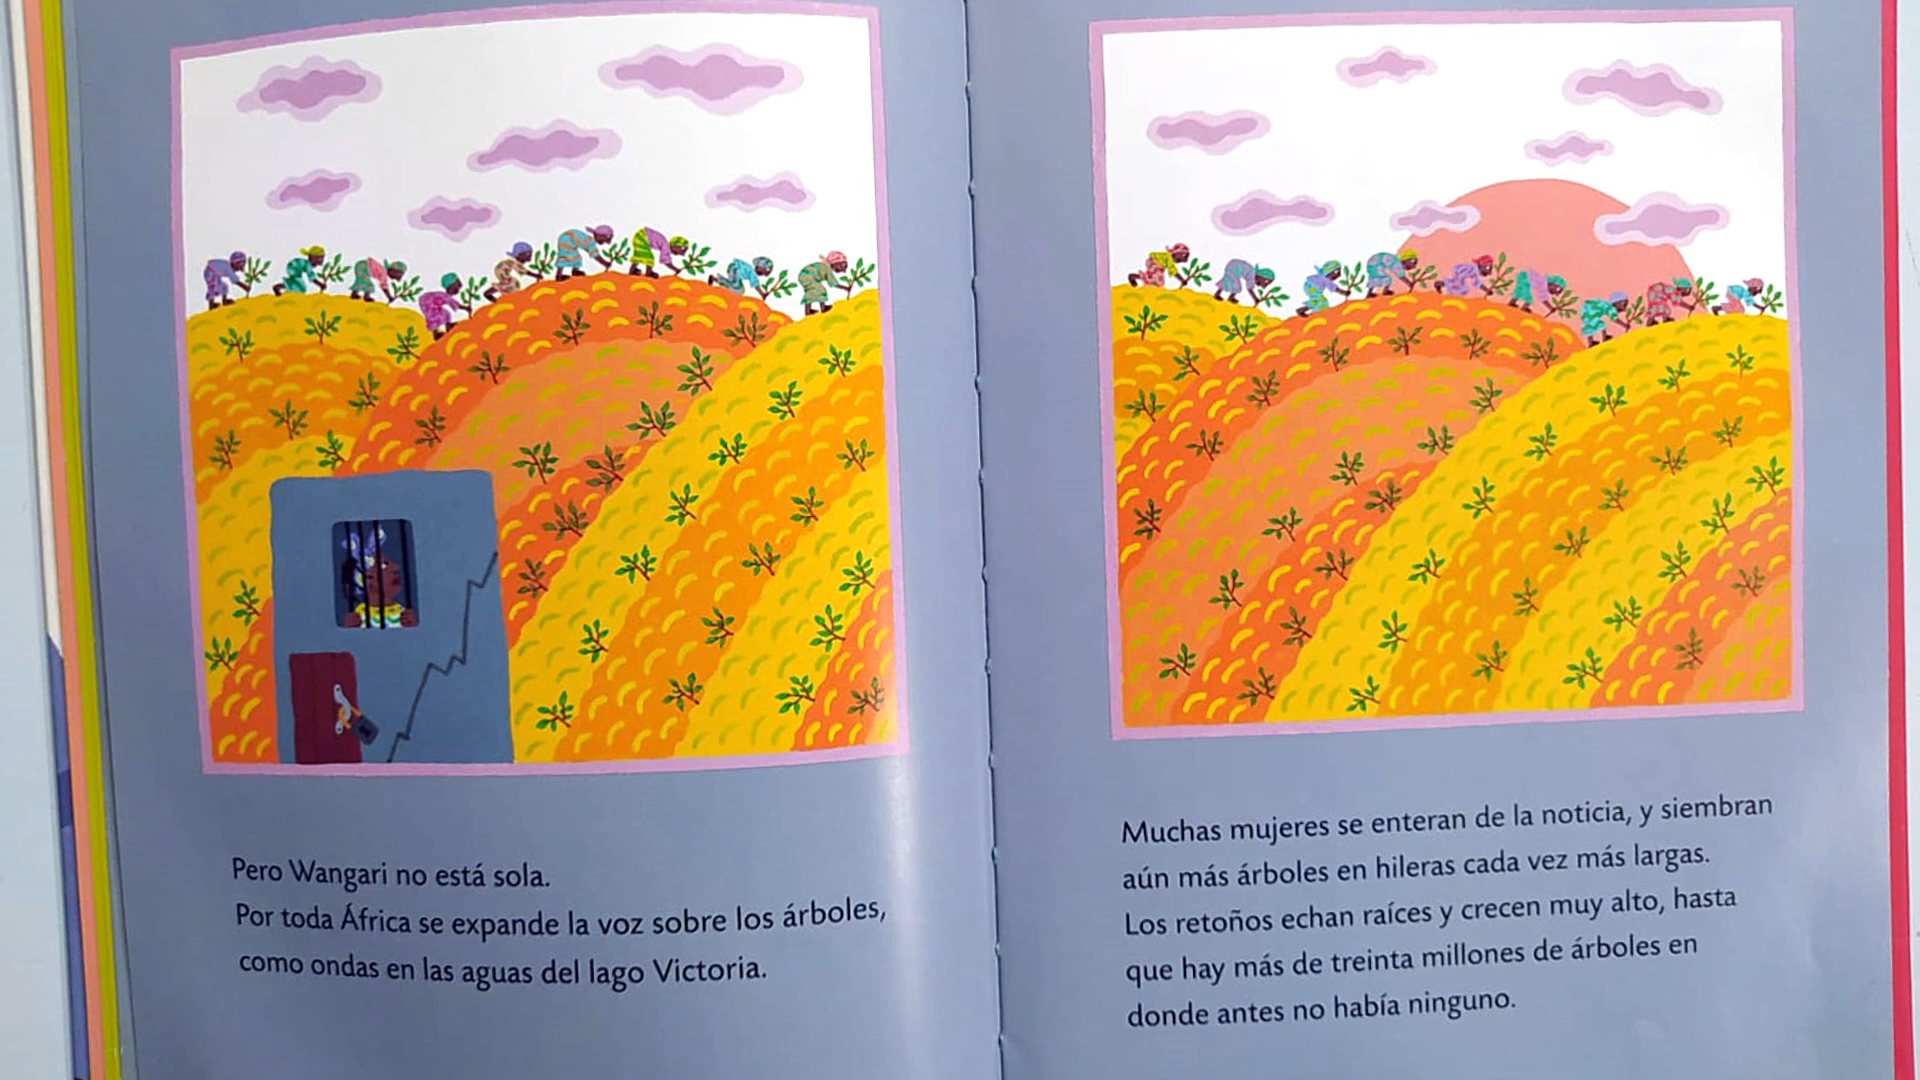 Pero Wangari no está sola.
Por toda África se expande la voz sobre los árboles,
como ondas en las aguas del lago Victoria.
Muchas mujeres se enteran de la noticia, y siembran
aún más árboles en hileras cada vez más largas.
Los retoños echan raíces y crecen muy alto, hasta
que hay más de treinta millones de árboles en
donde antes no había ninguno.